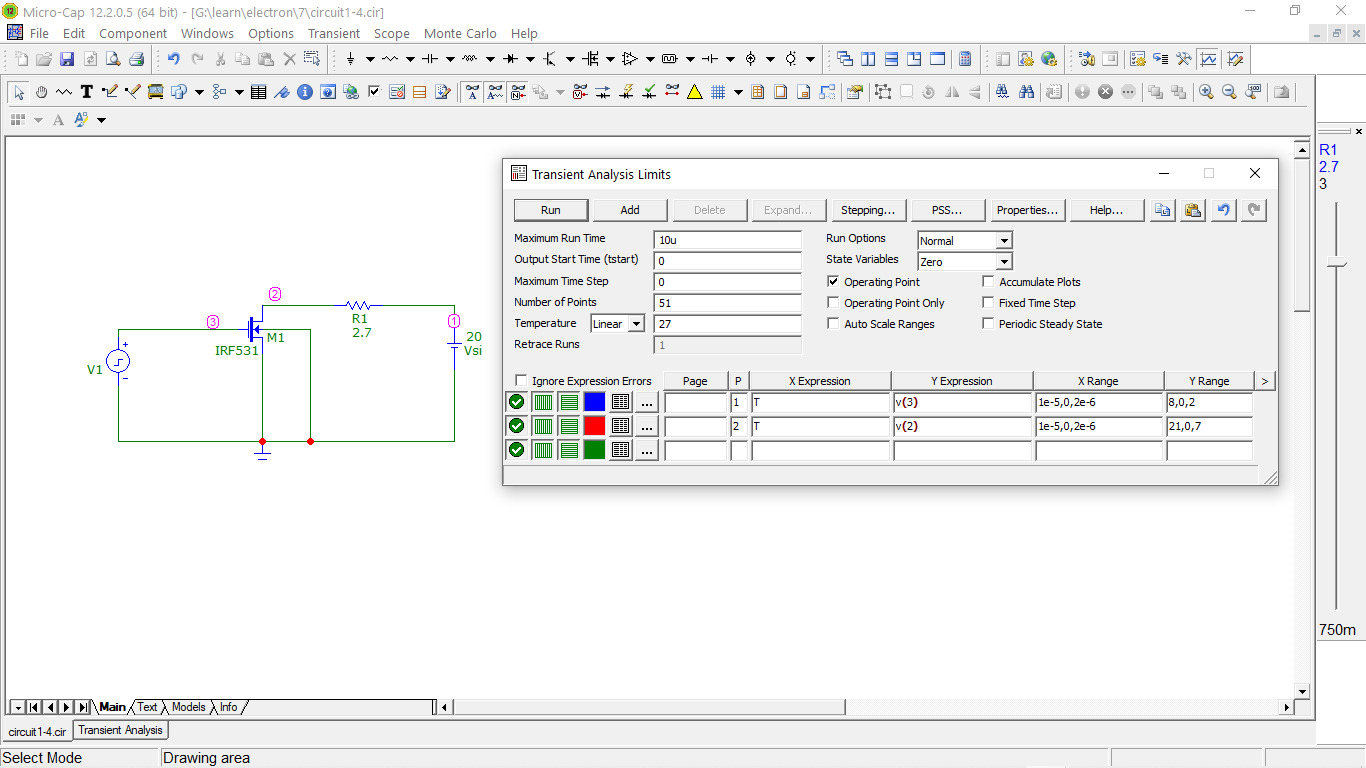 Micro-Cap 12.2.0.5 (64 bit) - [G:\learn\electron\7\circuit1-4.cir]
File Edit Component Windows Options Transient Scope Monte Carlo Help
R1
2.7
3
750m
2
3
1
R1
2.7
M1
IRF531
V1
+
-
20
Vsi
Transient Analysis Limits
Run Add Delete Expand... Stepping... PSS... Properties... Help...
Maximum Run Time 10u Run Options Normal
Output Start Time (tstart) 0 State Variables Zero
Maximum Time Step 0 Operating Point Accumulate Plots
Number of Points 51 Operating Point Only Fixed Time Step
Temperature Linear 27 Auto Scale Ranges Periodic Steady State
Retrace Runs 1
Ignore Expression Errors Page P X Expression Y Expression X Range Y Range >
... 1 T v(3) 1e-5,0,2e-6 8,0,2
... 2 T v(2) 1e-5,0,2e-6 21,0,7
...
Main Text Models Info
circuit1-4.cir Transient Analysis
Select Mode Drawing area